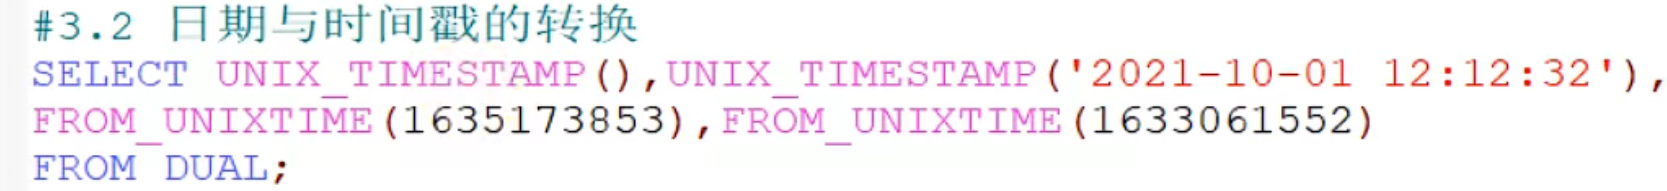 #3.2 日期与时间戳的转换
SELECT UNIX_TIMESTAMP(),UNIX_TIMESTAMP('2021-10-01 12:12:32'),
FROM_UNIXTIME(1635173853),FROM_UNIXTIME(1633061552)
FROM DUAL;